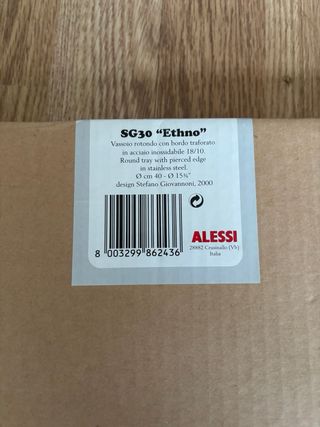 SG30 “Ethno”
Vassoio rotondo con bordo traforato
in acciaio inossidabile 18/10.
Round tray with pierced edge
in stainless steel.
Ø cm 40 - Ø 15¾"
design Stefano Giovannoni, 2000
8 003299 862436
ALESSI
28882 Crusinallo (Vb)
Italia